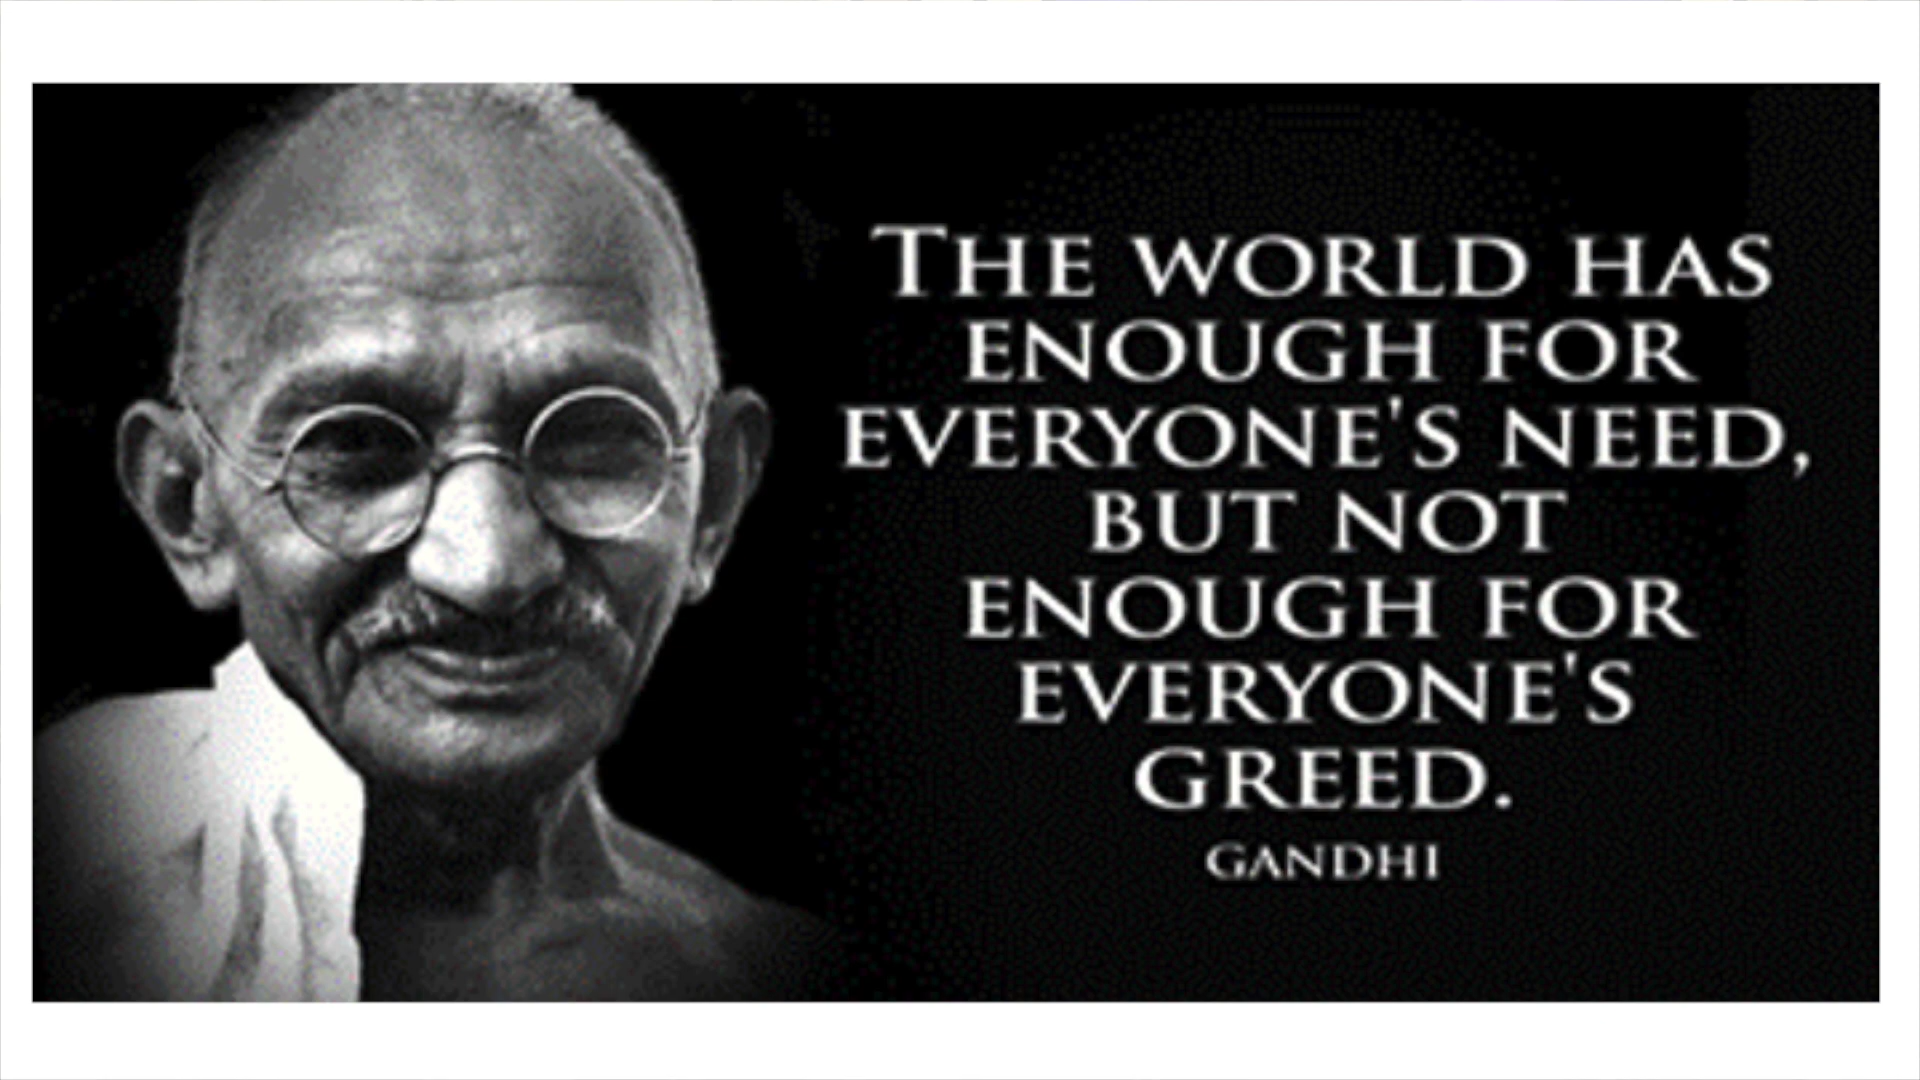 THE WORLD HAS
ENOUGH FOR
EVERYONE'S NEED,
BUT NOT
ENOUGH FOR
EVERYONE'S
GREED.
GANDHI